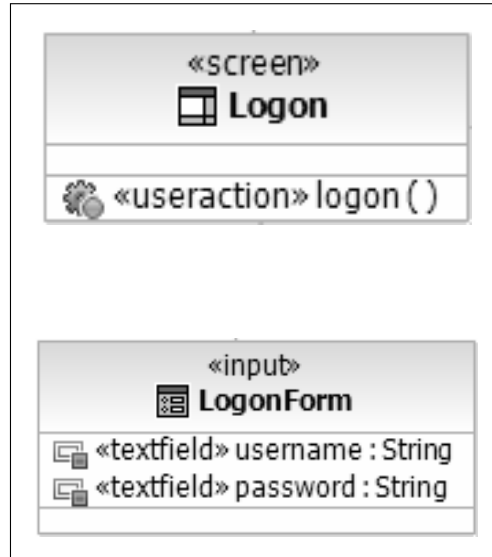 «screen»
Logon
«useraction» logon ( )
«input»
LogonForm
«textfield» username : String
«textfield» password : String